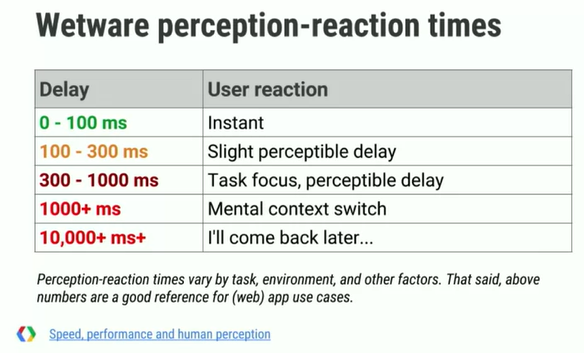 Wetware perception-reaction times
Delay User reaction
0 - 100 ms Instant
100 - 300 ms Slight perceptible delay
300 - 1000 ms Task focus, perceptible delay
1000+ ms Mental context switch
10,000+ ms+ I'll come back later...
Perception-reaction times vary by task, environment, and other factors. That said, above
numbers are a good reference for (web) app use cases.
Speed, performance and human perception